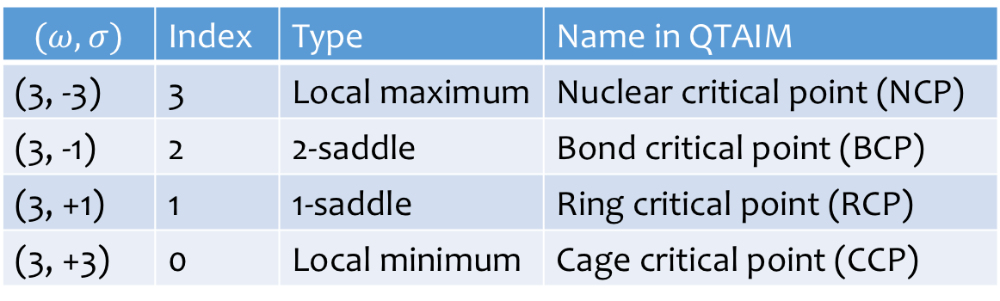 (ω, σ) Index Type Name in QTAIM
(3, -3) 3 Local maximum Nuclear critical point (NCP)
(3, -1) 2 2-saddle Bond critical point (BCP)
(3, +1) 1 1-saddle Ring critical point (RCP)
(3, +3) 0 Local minimum Cage critical point (CCP)